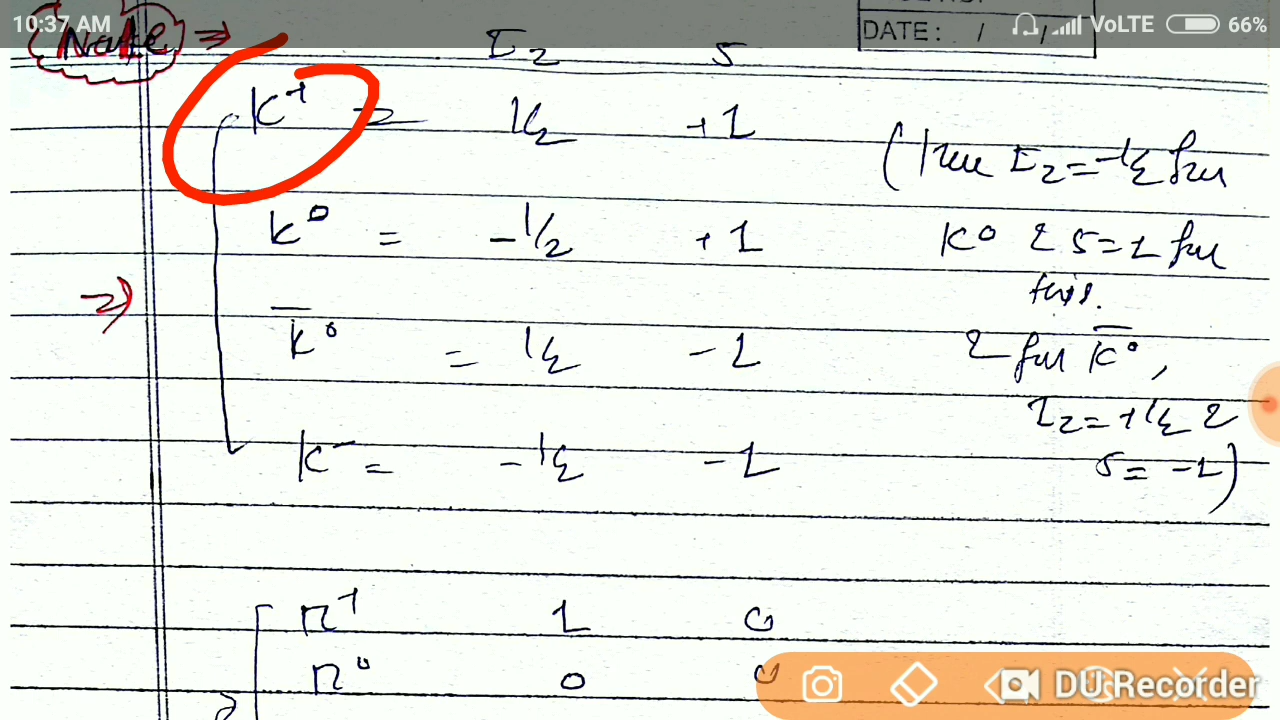 10:37 AM
VoLTE 66%
DATE: / /
Note ⇒ I₂ S
K⁺ = 1/2 +1
K⁰ = -1/2 +1
K̅⁰ = 1/2 -1
K⁻ = -1/2 -1
I₂ = -1/2 for
K⁰ & S=1 for
this.
& for K̅⁰,
I₂ = +1/2 &
S = -1)
π⁺ 1 0
π⁰ 0 0
DU Recorder